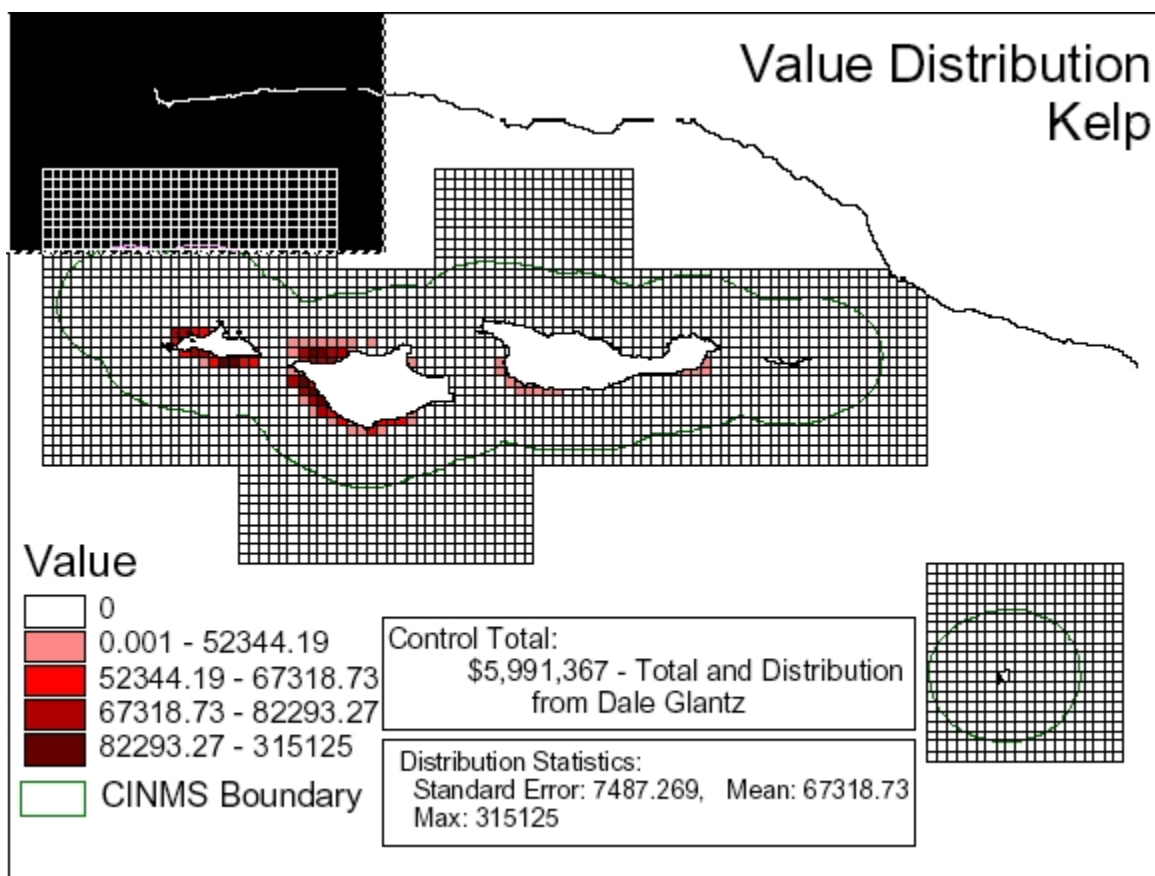 Value Distribution
Kelp
Value
0
0.001 - 52344.19
52344.19 - 67318.73
67318.73 - 82293.27
82293.27 - 315125
CINMS Boundary
Control Total:
$5,991,367 - Total and Distribution
from Dale Glantz
Distribution Statistics:
Standard Error: 7487.269, Mean: 67318.73
Max: 315125